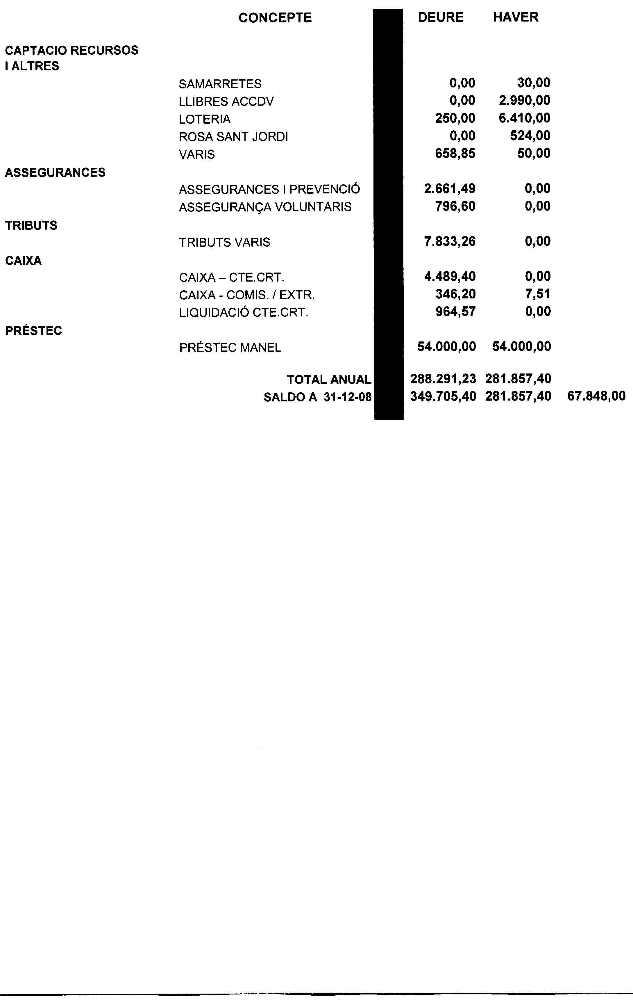 CONCEPTE DEURE HAVER
CAPTACIO RECURSOS
I ALTRES
SAMARRETES 0,00 30,00
LLIBRES ACCDV 0,00 2.990,00
LOTERIA 250,00 6.410,00
ROSA SANT JORDI 0,00 524,00
VARIS 658,85 50,00
ASSEGURANCES
ASSEGURANCES I PREVENCIÓ 2.661,49 0,00
ASSEGURANÇA VOLUNTARIS 796,60 0,00
TRIBUTS
TRIBUTS VARIS 7.833,26 0,00
CAIXA
CAIXA – CTE.CRT. 4.489,40 0,00
CAIXA - COMIS. / EXTR. 346,20 7,51
LIQUIDACIÓ CTE.CRT. 964,57 0,00
PRÉSTEC
PRÉSTEC MANEL 54.000,00 54.000,00
TOTAL ANUAL 288.291,23 281.857,40
SALDO A 31-12-08 349.705,40 281.857,40 67.848,00